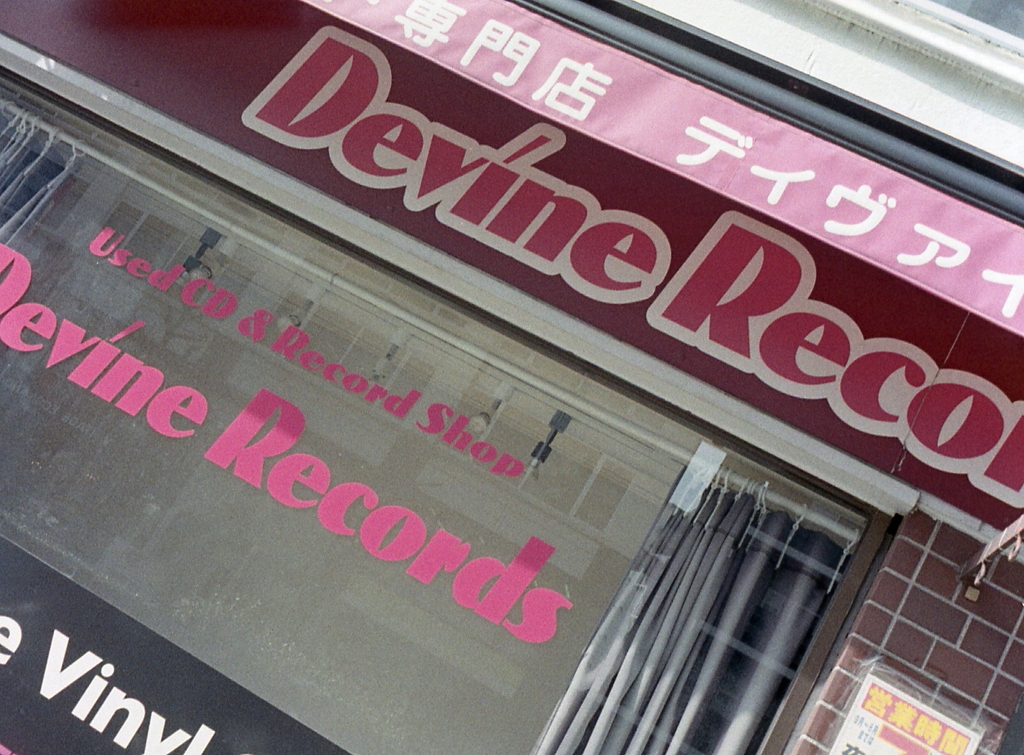 専門店 ディヴァイ
Devine Reco
Used CD & Record Shop
Devine Records
e Vinyl
営業時間